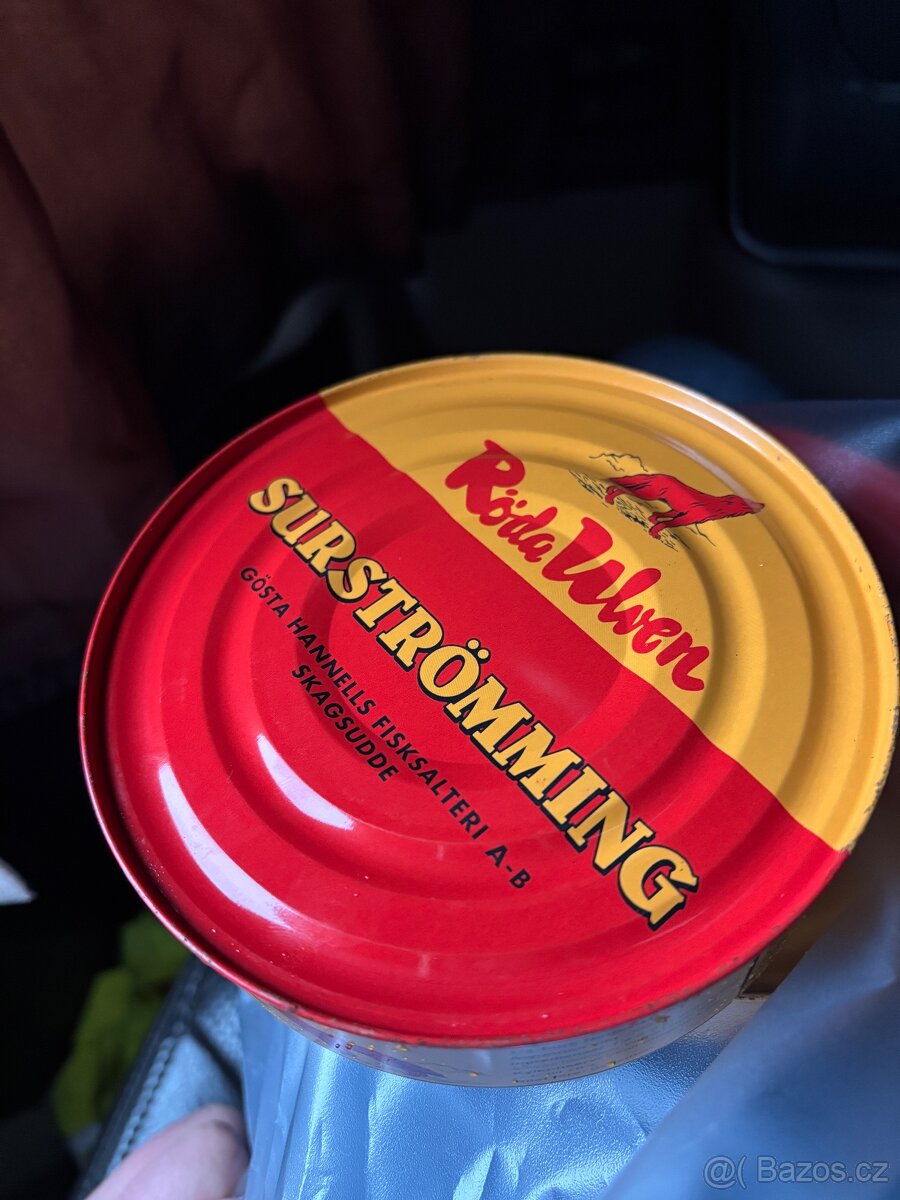 Röda Ulven
SURSTRÖMMING
GÖSTA HANNELLS FISKSALTERI A-B
SKAGSUDDE
@( Bazos.cz